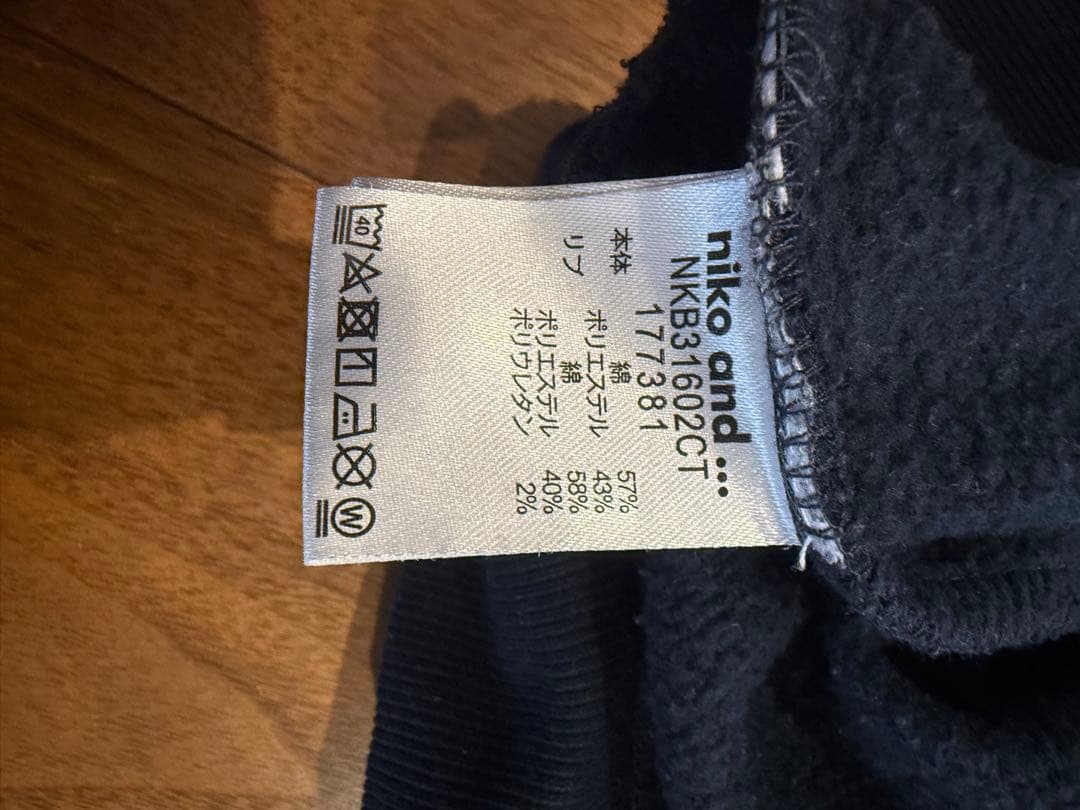 niko and ...
NKB31602CT
177381
本体 綿 57%
ポリエステル 43%
リブ 綿 58%
ポリエステル 40%
ポリウレタン 2%
40
W